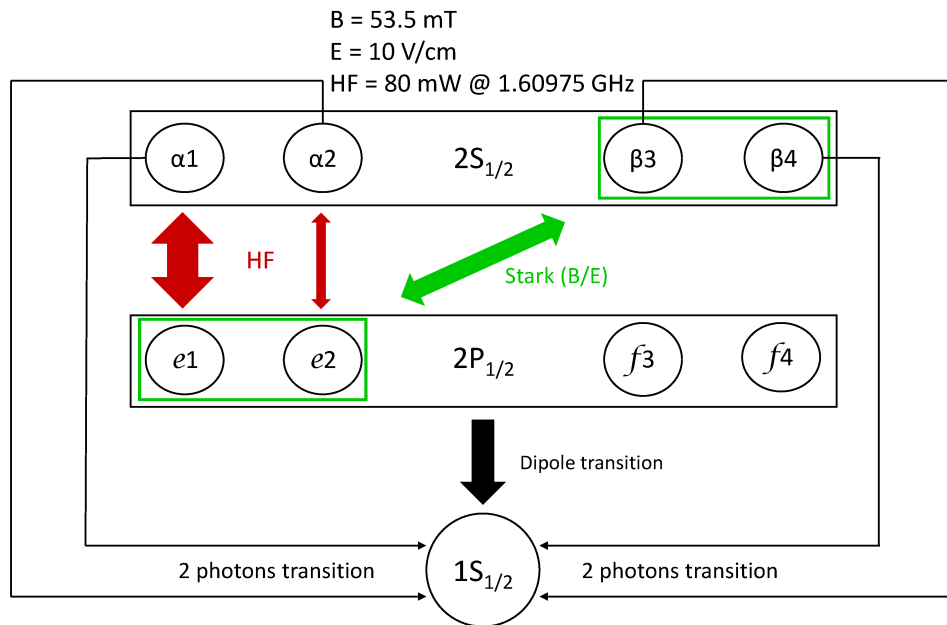 B = 53.5 mT
E = 10 V/cm
HF = 80 mW @ 1.60975 GHz
α1 α2 2S1/2 β3 β4
HF
Stark (B/E)
e1 e2 2P1/2 f3 f4
Dipole transition
2 photons transition 1S1/2 2 photons transition